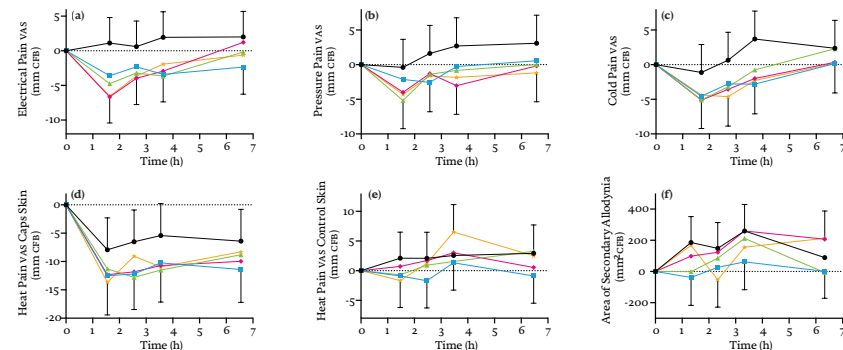 (a)
Electrical Pain VAS
(mm CFB)
5
0
-5
-10
0 1 2 3 4 5 6 7
Time (h)
(b)
Pressure Pain VAS
(mm CFB)
5
0
-5
-10
0 1 2 3 4 5 6 7
Time (h)
(c)
Cold Pain VAS
(mm CFB)
5
0
-5
-10
0 1 2 3 4 5 6 7
Time (h)
(d)
Heat Pain VAS Caps Skin
(mm CFB)
0
-5
-10
-15
-20
0 1 2 3 4 5 6 7
Time (h)
(e)
Heat Pain VAS Control Skin
(mm CFB)
10
5
0
-5
0 1 2 3 4 5 6 7
Time (h)
(f)
Area of Secondary Allodynia
(mm² CFB)
400
200
0
-200
0 1 2 3 4 5 6 7
Time (h)